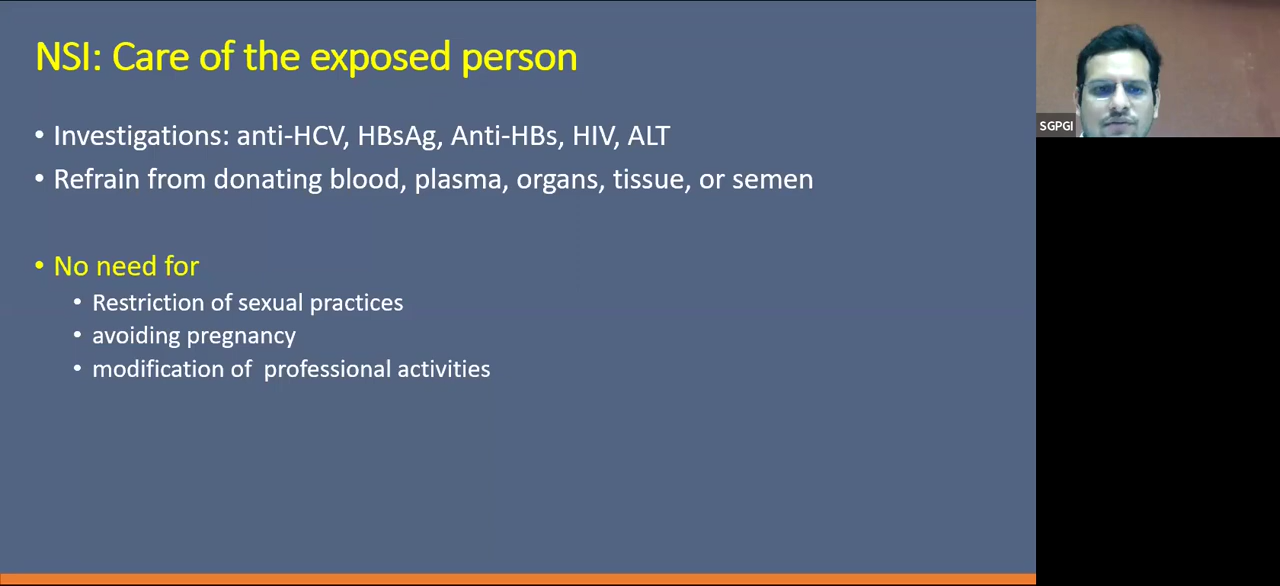 NSI: Care of the exposed person
• Investigations: anti-HCV, HBsAg, Anti-HBs, HIV, ALT
• Refrain from donating blood, plasma, organs, tissue, or semen
• No need for
• Restriction of sexual practices
• avoiding pregnancy
• modification of  professional activities
SGPGI